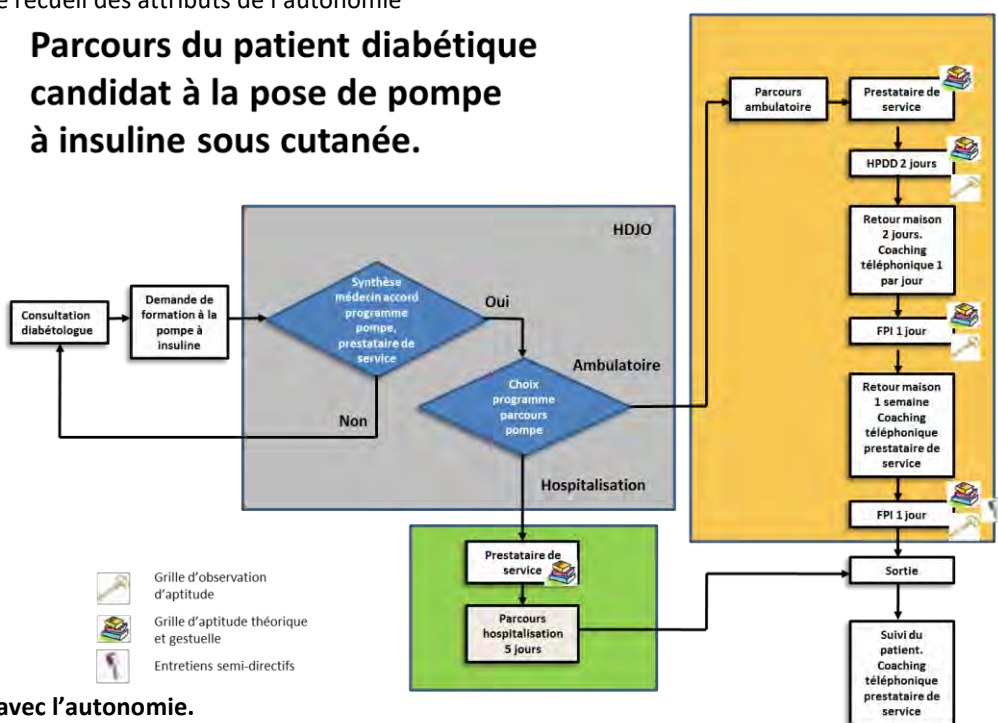 e recueil des attributs de l'autonomie
Parcours du patient diabétique
candidat à la pose de pompe
à insuline sous cutanée.
Consultation
diabétologue
Demande de
formation à la
pompe à
insuline
HDJO
Synthèse
médecin accord
programme
pompe,
prestataire de
service
Oui
Non
Choix
programme
parcours
pompe
Ambulatoire
Hospitalisation
Parcours
ambulatoire
Prestataire de
service
HPDD 2 jours
Retour maison
2 jours.
Coaching
téléphonique 1
par jour
FPI 1 jour
Retour maison
1 semaine
Coaching
téléphonique
prestataire de
service
FPI 1 jour
Prestataire de
service
Parcours
hospitalisation
5 jours
Sortie
Suivi du
patient.
Coaching
téléphonique
prestataire de
service
Grille d'observation
d'aptitude
Grille d'aptitude théorique
et gestuelle
Entretiens semi-directifs
avec l'autonomie.